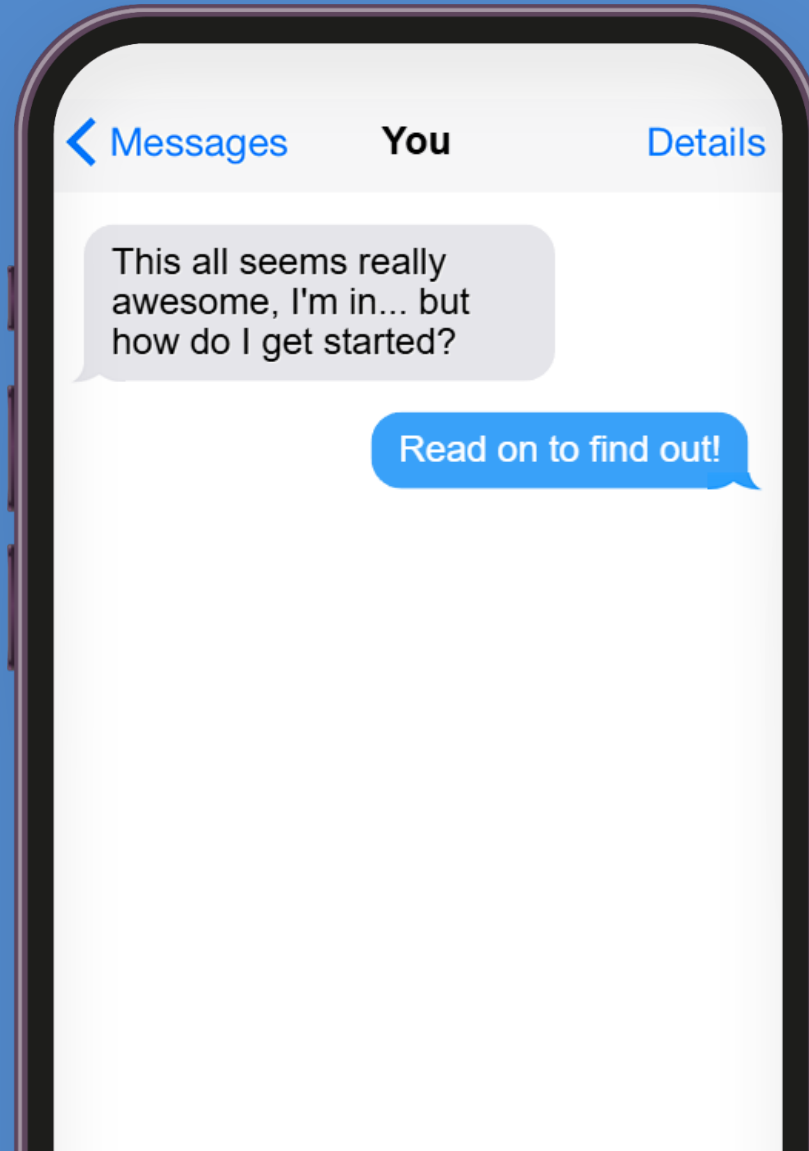 Messages You Details
This all seems really
awesome, I'm in... but
how do I get started?
Read on to find out!